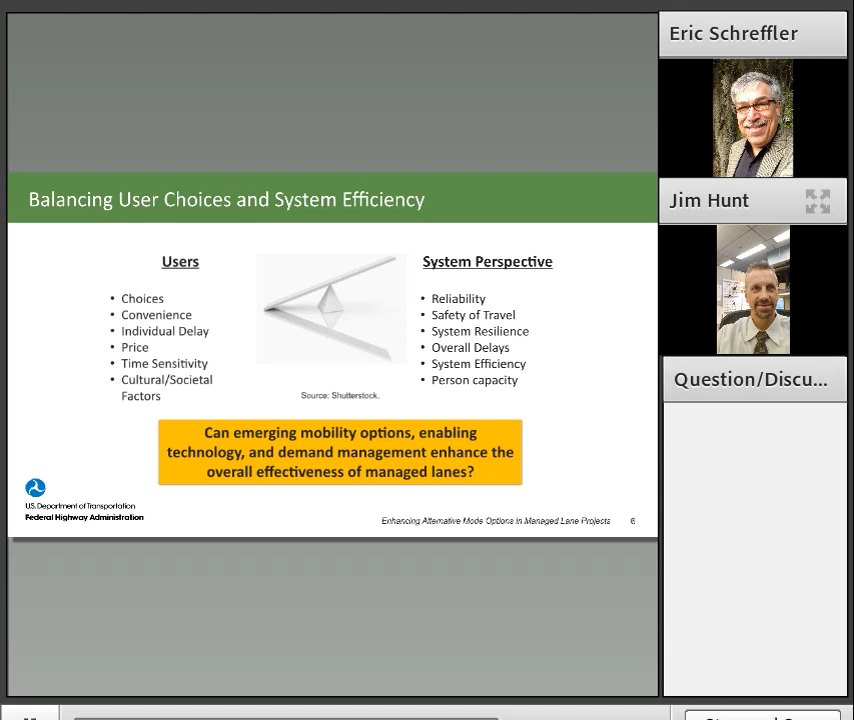 Eric Schreffler
Jim Hunt
Question/Discu...
Balancing User Choices and System Efficiency
Users
• Choices
• Convenience
• Individual Delay
• Price
• Time Sensitivity
• Cultural/Societal
Factors
Source: Shutterstock.
System Perspective
• Reliability
• Safety of Travel
• System Resilience
• Overall Delays
• System Efficiency
• Person capacity
Can emerging mobility options, enabling
technology, and demand management enhance the
overall effectiveness of managed lanes?
U.S. Department of Transportation
Federal Highway Administration
Enhancing Alternative Mode Options in Managed Lane Projects 6